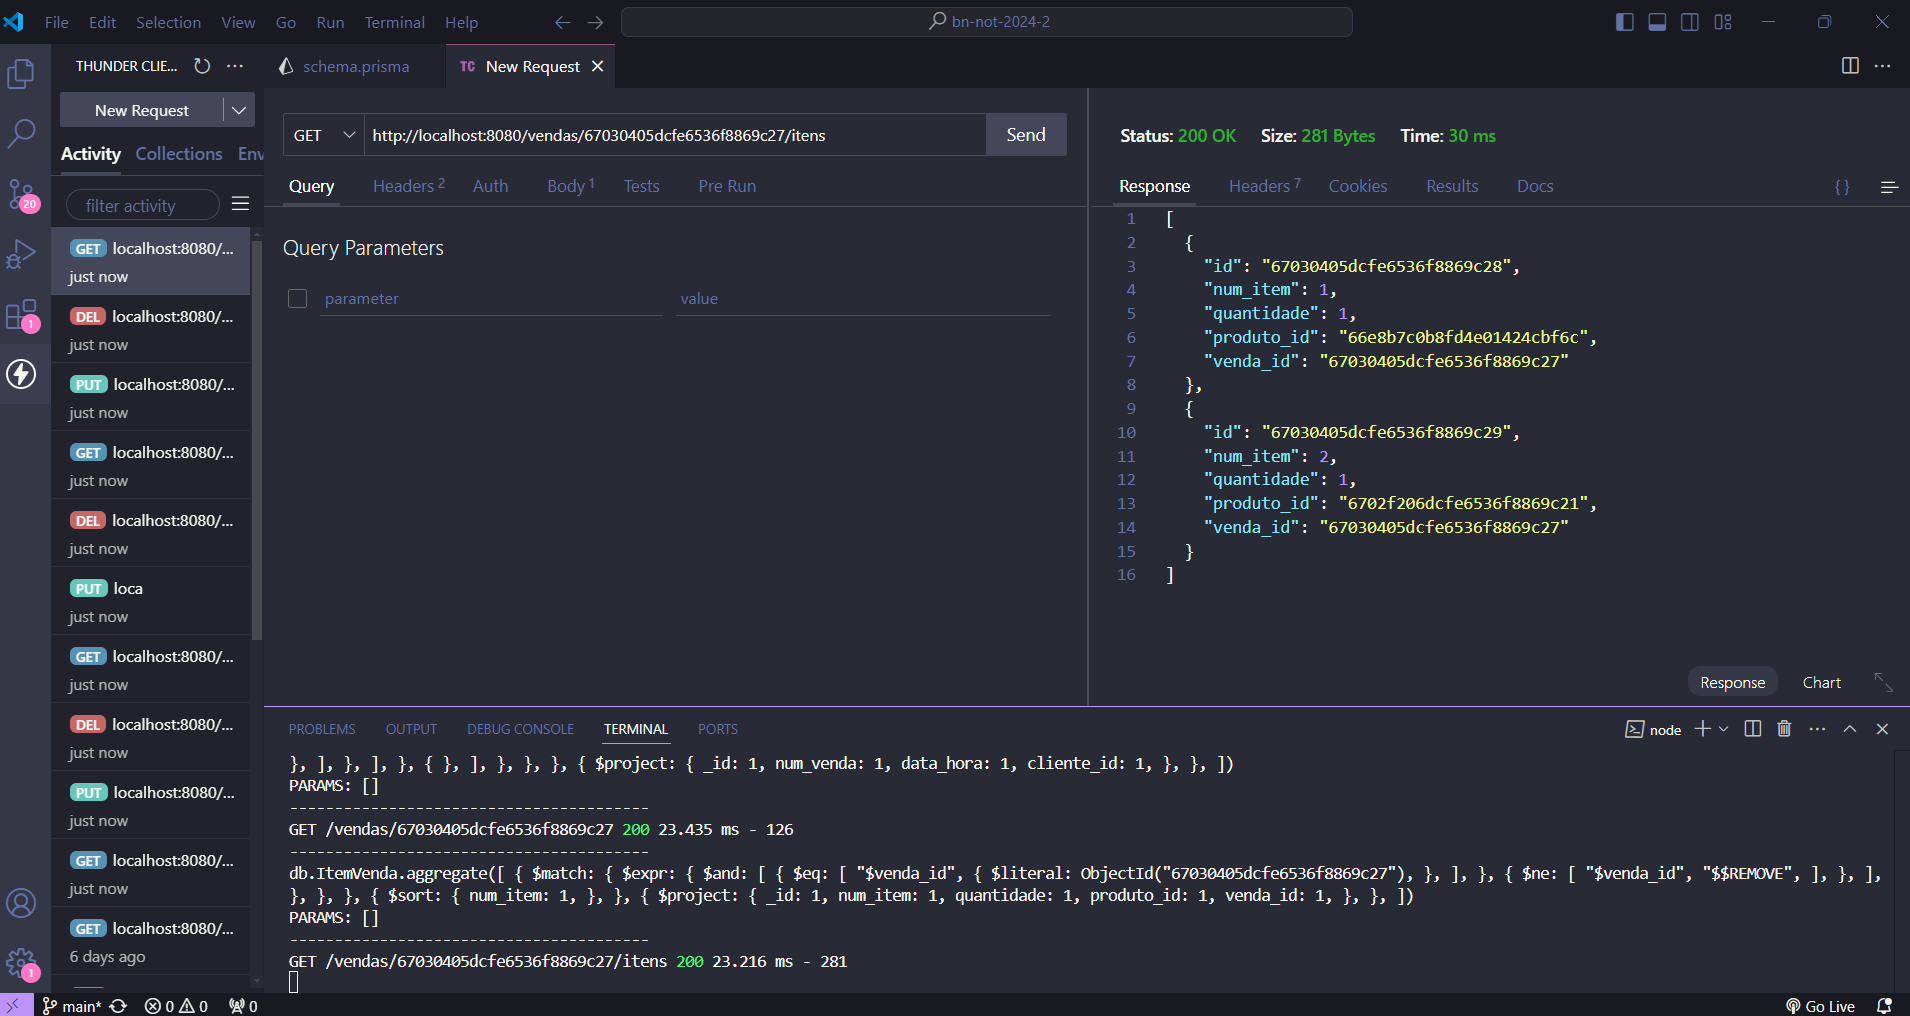 File Edit Selection View Go Run Terminal Help
bn-not-2024-2
THUNDER CLIE...
schema.prisma
TC New Request
New Request
Activity Collections Env
filter activity
GET localhost:8080/...
just now
DEL localhost:8080/...
just now
PUT localhost:8080/...
just now
GET localhost:8080/...
just now
DEL localhost:8080/...
just now
PUT loca
just now
GET localhost:8080/...
just now
DEL localhost:8080/...
just now
PUT localhost:8080/...
just now
GET localhost:8080/...
just now
GET localhost:8080/...
6 days ago
20
1
1
GET http://localhost:8080/vendas/67030405dcfe6536f8869c27/itens Send
Query Headers 2 Auth Body 1 Tests Pre Run
Query Parameters
parameter value
Status: 200 OK Size: 281 Bytes Time: 30 ms
Response Headers 7 Cookies Results Docs { }
1 [
2 {
3 "id": "67030405dcfe6536f8869c28",
4 "num_item": 1,
5 "quantidade": 1,
6 "produto_id": "66e8b7c0b8fd4e01424cbf6c",
7 "venda_id": "67030405dcfe6536f8869c27"
8 },
9 {
10 "id": "67030405dcfe6536f8869c29",
11 "num_item": 2,
12 "quantidade": 1,
13 "produto_id": "6702f206dcfe6536f8869c21",
14 "venda_id": "67030405dcfe6536f8869c27"
15 }
16 ]
Response Chart
PROBLEMS OUTPUT DEBUG CONSOLE TERMINAL PORTS
node
}, ], }, ], }, { }, ], }, }, }, { $project: { _id: 1, num_venda: 1, data_hora: 1, cliente_id: 1, }, }, ])
PARAMS: []
----------------------------------------
GET /vendas/67030405dcfe6536f8869c27 200 23.435 ms - 126
----------------------------------------
db.ItemVenda.aggregate([ { $match: { $expr: { $and: [ { $eq: [ "$venda_id", { $literal: ObjectId("67030405dcfe6536f8869c27"), }, ], }, { $ne: [ "$venda_id", "$$REMOVE", ], }, ],
}, }, }, { $sort: { num_item: 1, }, }, { $project: { _id: 1, num_item: 1, quantidade: 1, produto_id: 1, venda_id: 1, }, }, ])
PARAMS: []
----------------------------------------
GET /vendas/67030405dcfe6536f8869c27/itens 200 23.216 ms - 281
main* 0 0 0 Go Live